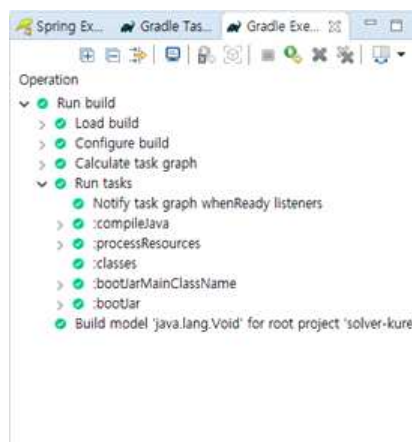 Spring Ex... Gradle Tas... Gradle Exe...
Operation
Run build
Load build
Configure build
Calculate task graph
Run tasks
Notify task graph whenReady listeners
:compileJava
:processResources
:classes
:bootJarMainClassName
:bootJar
Build model 'java.lang.Void' for root project 'solver-kure